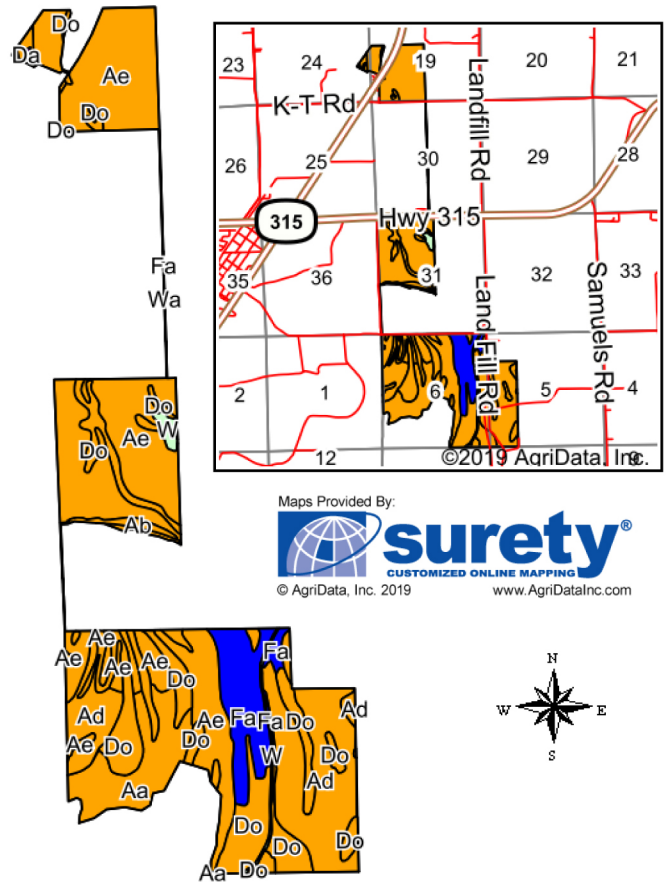 Do
Da
Ae
Do
Do
Fa
Wa
Do
Ae
W
Do
Ab
Ae
Ae
Ae
Ae
Do
Fa
Ad
Ae
Do
Ae
Do
Fa
Fa
Do
Ad
W
Do
Ad
Aa
Do
Do
Do
Aa
Do
23
24
19
20
21
K-T Rd
Landfill Rd
26
25
30
29
28
315
Hwy 315
35
36
31
32
33
Land Fill Rd
Samuels Rd
2
1
6
5
4
12
9
©2019 AgriData, Inc.
Maps Provided By:
surety®
CUSTOMIZED ONLINE MAPPING
© AgriData, Inc. 2019
www.AgriDataInc.com
N
W
E
S